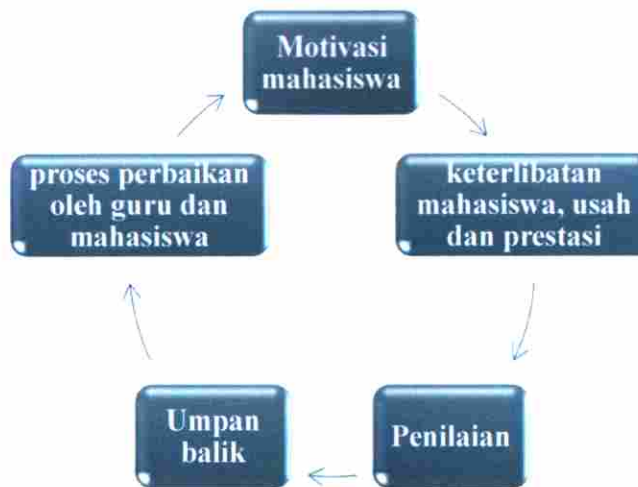 Motivasi
mahasiswa
keterlibatan
mahasiswa, usah
dan prestasi
Penilaian
Umpan
balik
proses perbaikan
oleh guru dan
mahasiswa